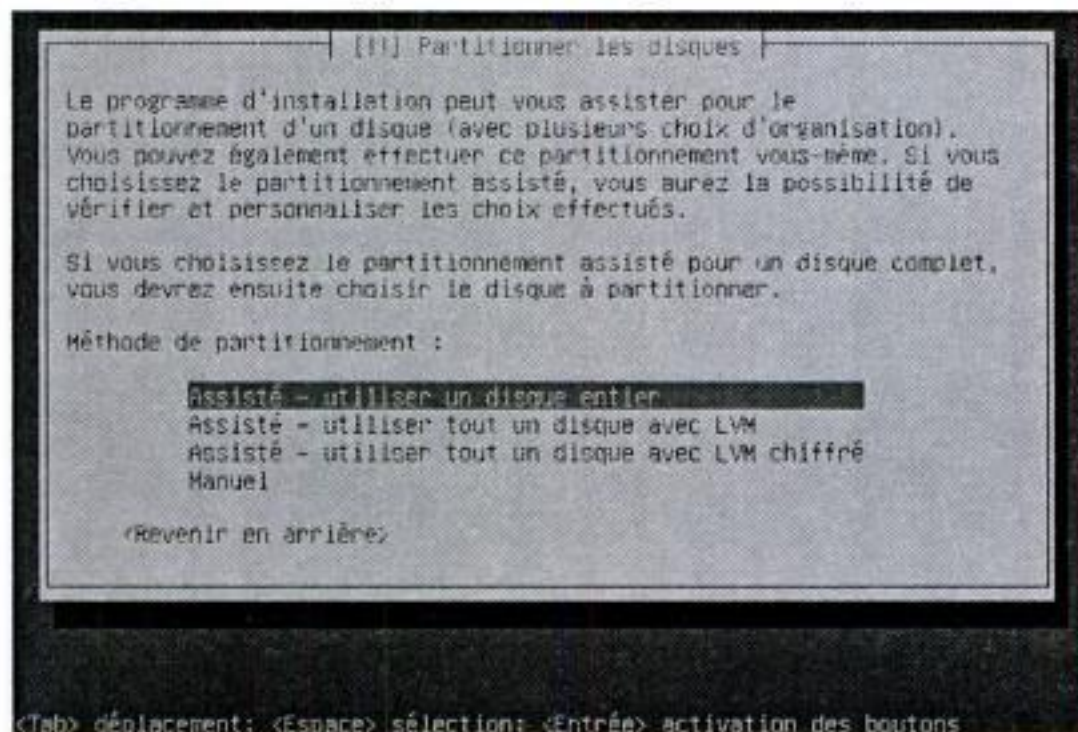 [!!] Partitionner les disques
Le programme d'installation peut vous assister pour le
partitionnement d'un disque (avec plusieurs choix d'organisation).
Vous pouvez également effectuer ce partitionnement vous-même. Si vous
choisissez le partitionnement assisté, vous aurez la possibilité de
vérifier et personnaliser les choix effectués.
Si vous choisissez le partitionnement assisté pour un disque complet,
vous devrez ensuite choisir le disque à partitionner.
Méthode de partitionnement :
Assisté - utiliser un disque entier
Assisté - utiliser tout un disque avec LVM
Assisté - utiliser tout un disque avec LVM chiffré
Manuel
<Revenir en arrière>
<Tab> déplacement; <Espace> sélection; <Entrée> activation des boutons